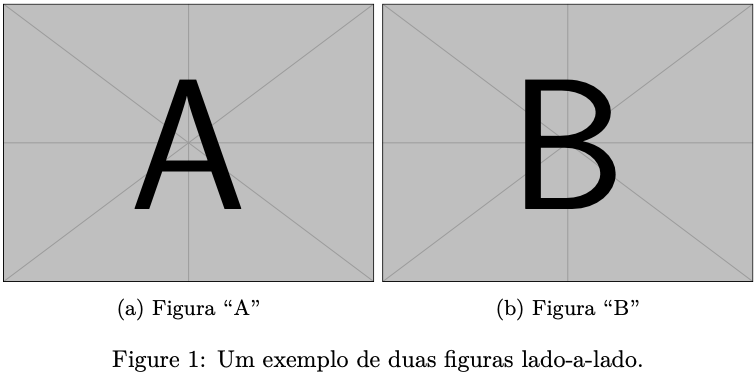 A
B
(a) Figura “A”
(b) Figura “B”
Figure 1: Um exemplo de duas figuras lado-a-lado.